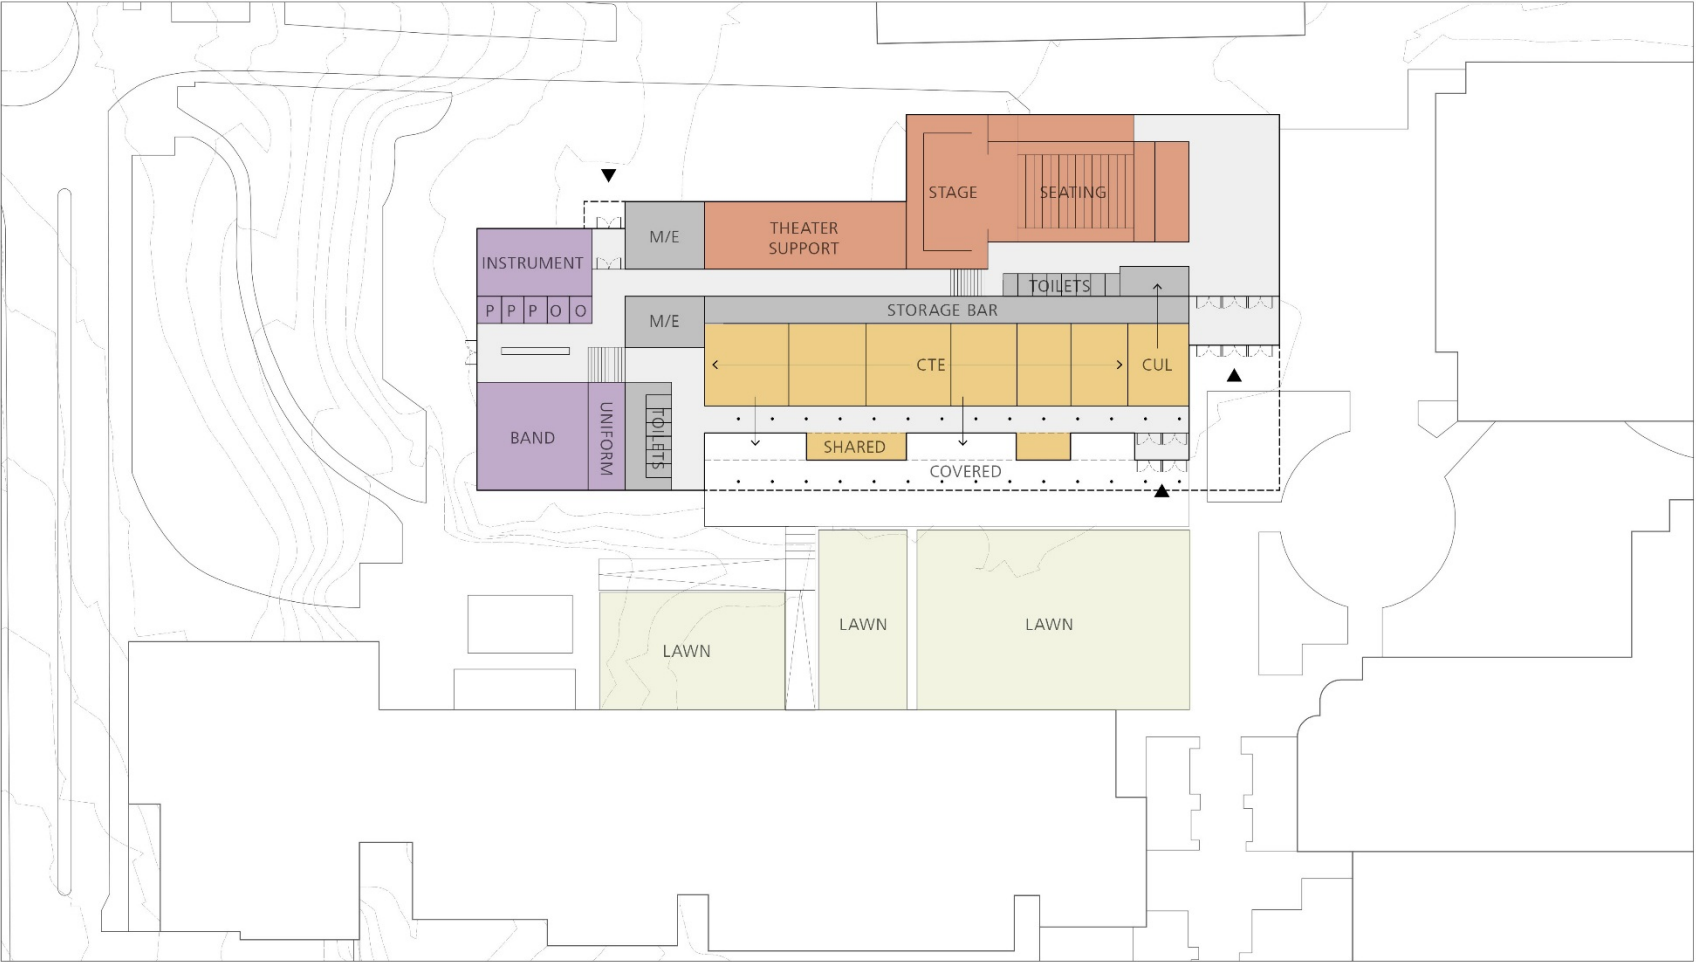 STAGE
SEATING
M/E
THEATER
SUPPORT
INSTRUMENT
TOILETS
P P P O O
STORAGE BAR
M/E
CTE
CUL
BAND
UNIFORM
TOILETS
SHARED
COVERED
LAWN
LAWN
LAWN